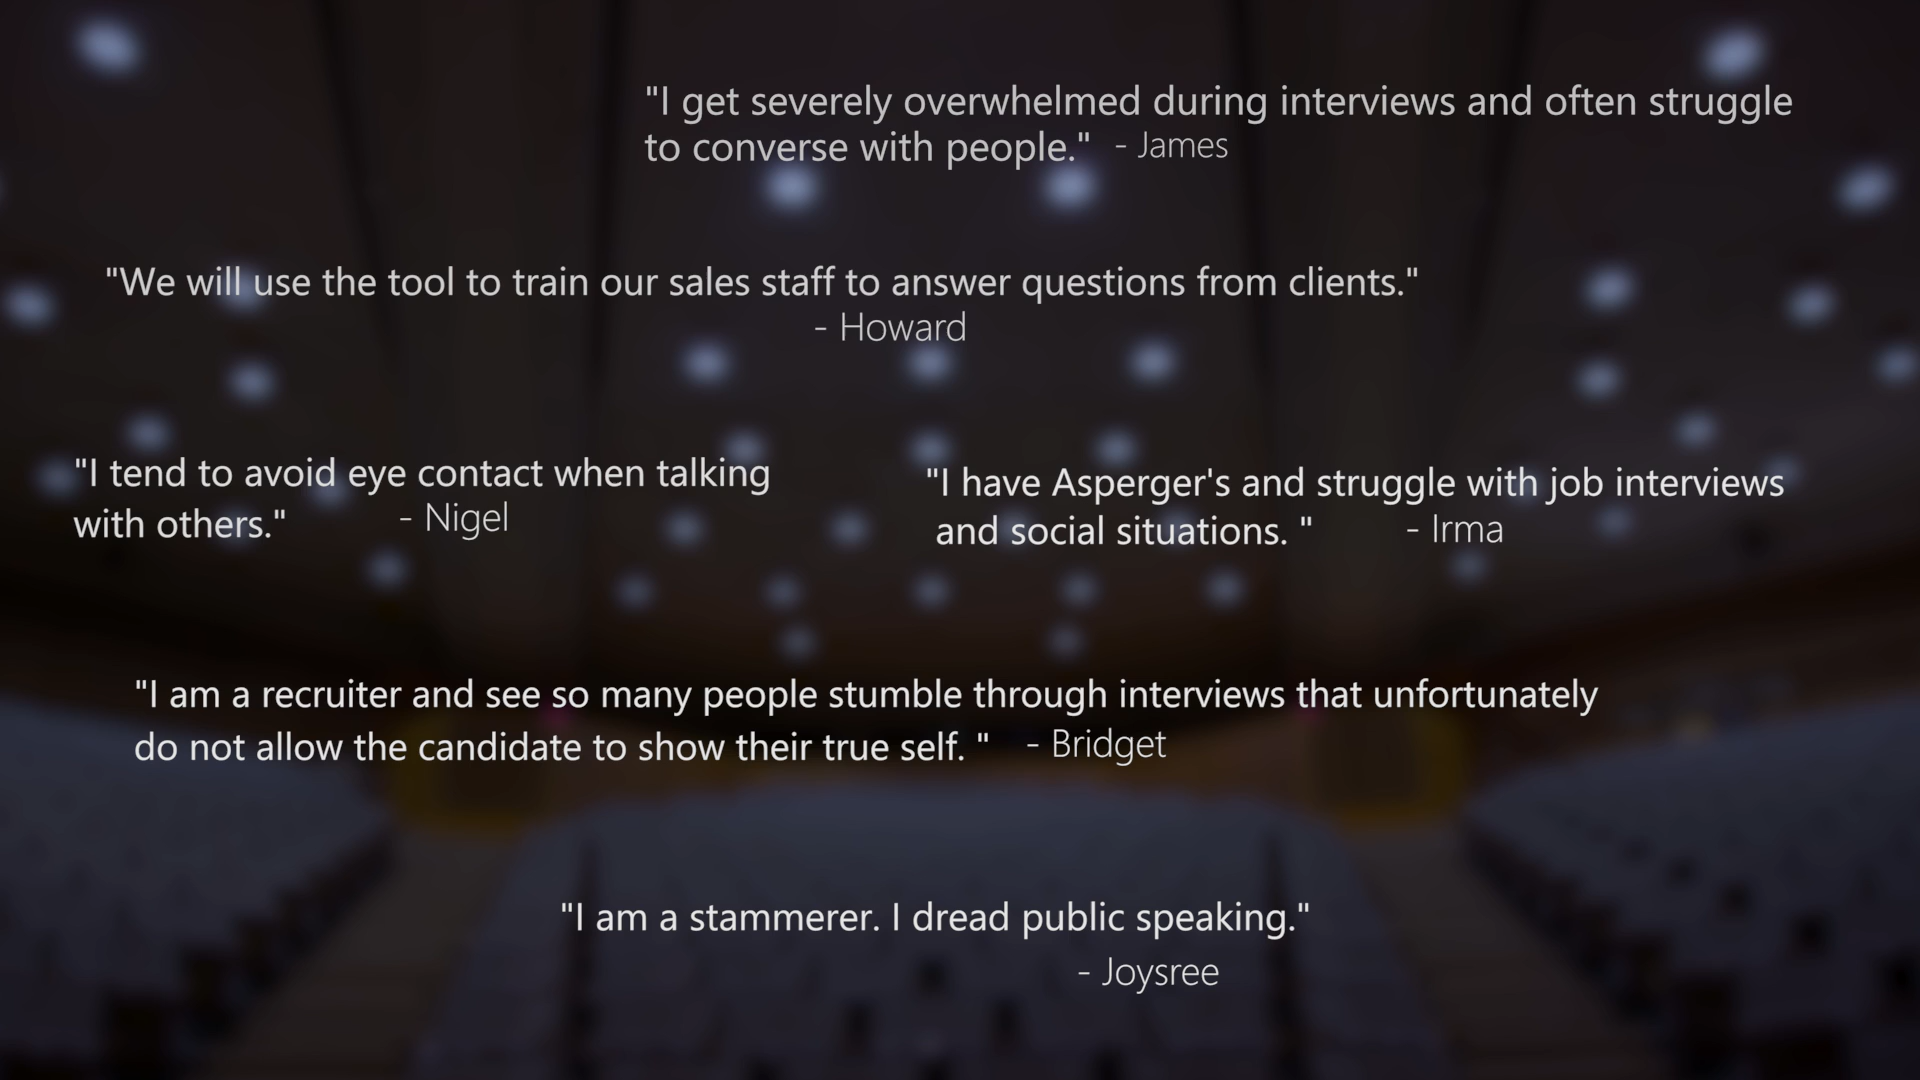 "I get severely overwhelmed during interviews and often struggle
to converse with people." - James
"We will use the tool to train our sales staff to answer questions from clients."
- Howard
"I tend to avoid eye contact when talking
with others." - Nigel
"I have Asperger's and struggle with job interviews
and social situations. " - Irma
"I am a recruiter and see so many people stumble through interviews that unfortunately
do not allow the candidate to show their true self. " - Bridget
"I am a stammerer. I dread public speaking."
- Joysree